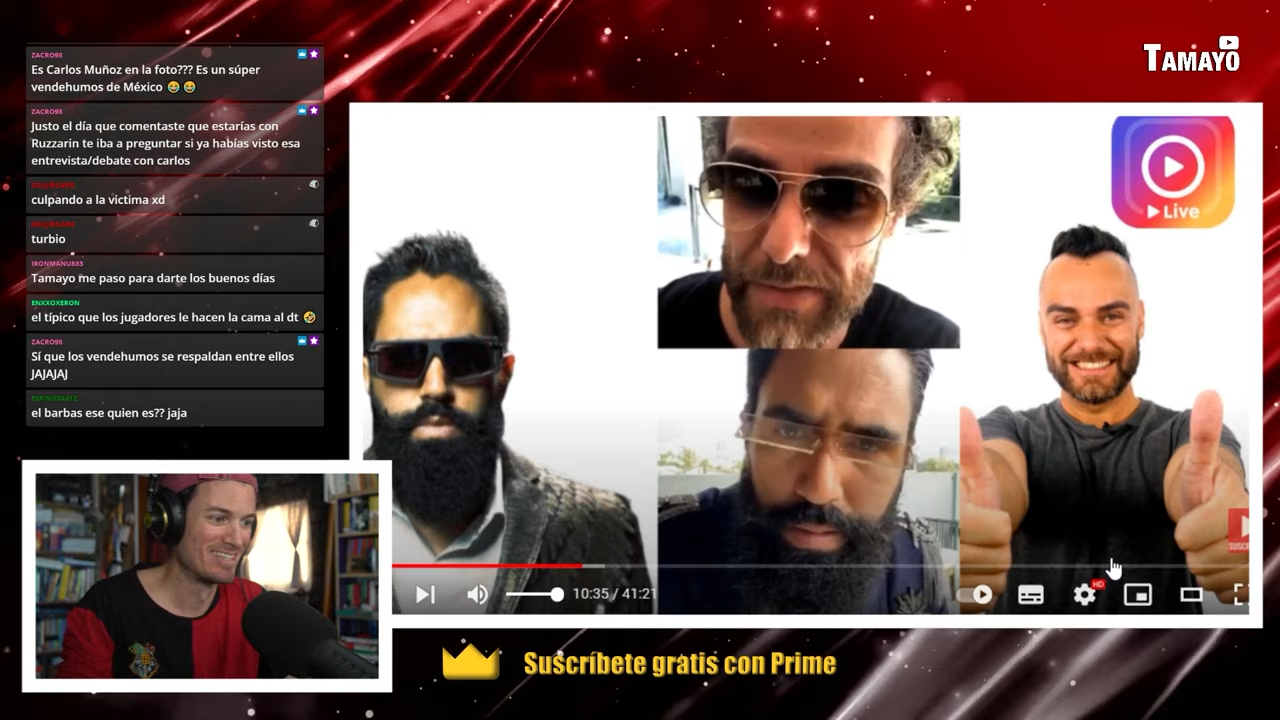 ZACRO98
Es Carlos Muñoz en la foto??? Es un súper
vendehumos de México 😂 😂
ZACRO98
Justo el día que comentaste que estarías con
Ruzzarin te iba a preguntar si ya habías visto esa
entrevista/debate con carlos
culpando a la victima xd
turbio
IRONMANU883
Tamayo me paso para darte los buenos días
ENXXOXERON
el típico que los jugadores le hacen la cama al dt 🤣
ZACRO98
Sí que los vendehumos se respaldan entre ellos
JAJAJAJ
ESPINOSA012
el barbas ese quien es?? jaja
TAMAYO
Live
10:35 / 41:21
HD
Suscríbete gratis con Prime